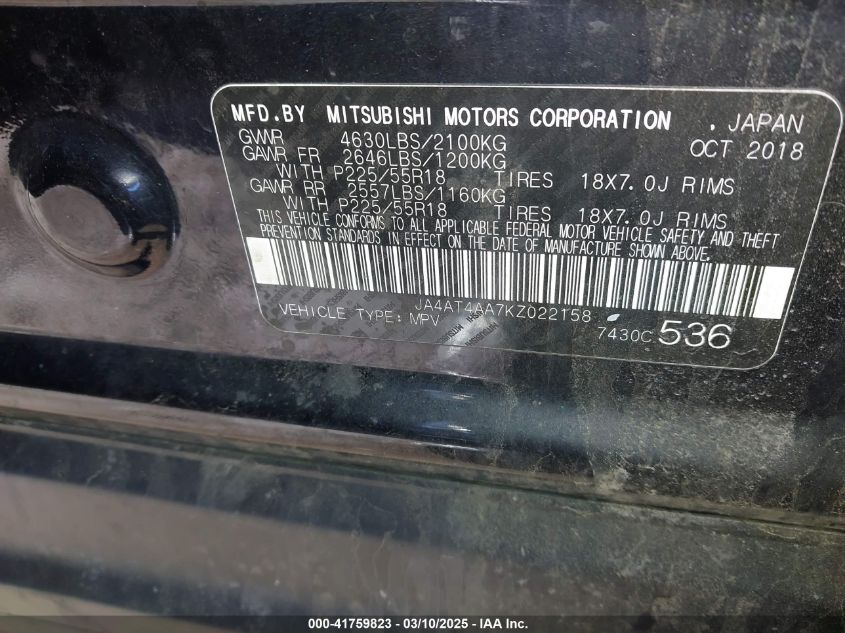 MFD.BY MITSUBISHI MOTORS CORPORATION , JAPAN
GVWR 4630LBS/2100KG OCT 2018
GAWR FR 2646LBS/1200KG
WITH P225/55R18 TIRES 18X7.0J RIMS
GAWR RR 2557LBS/1160KG
WITH P225/55R18 TIRES 18X7.0J RIMS
THIS VEHICLE CONFORMS TO ALL APPLICABLE FEDERAL MOTOR VEHICLE SAFETY AND THEFT
PREVENTION STANDARDS IN EFFECT ON THE DATE OF MANUFACTURE SHOWN ABOVE.
JA4AT4AA7KZ022158
VEHICLE TYPE: MPV 7430C 536
000-41759823 — 03/10/2025 — IAA Inc.